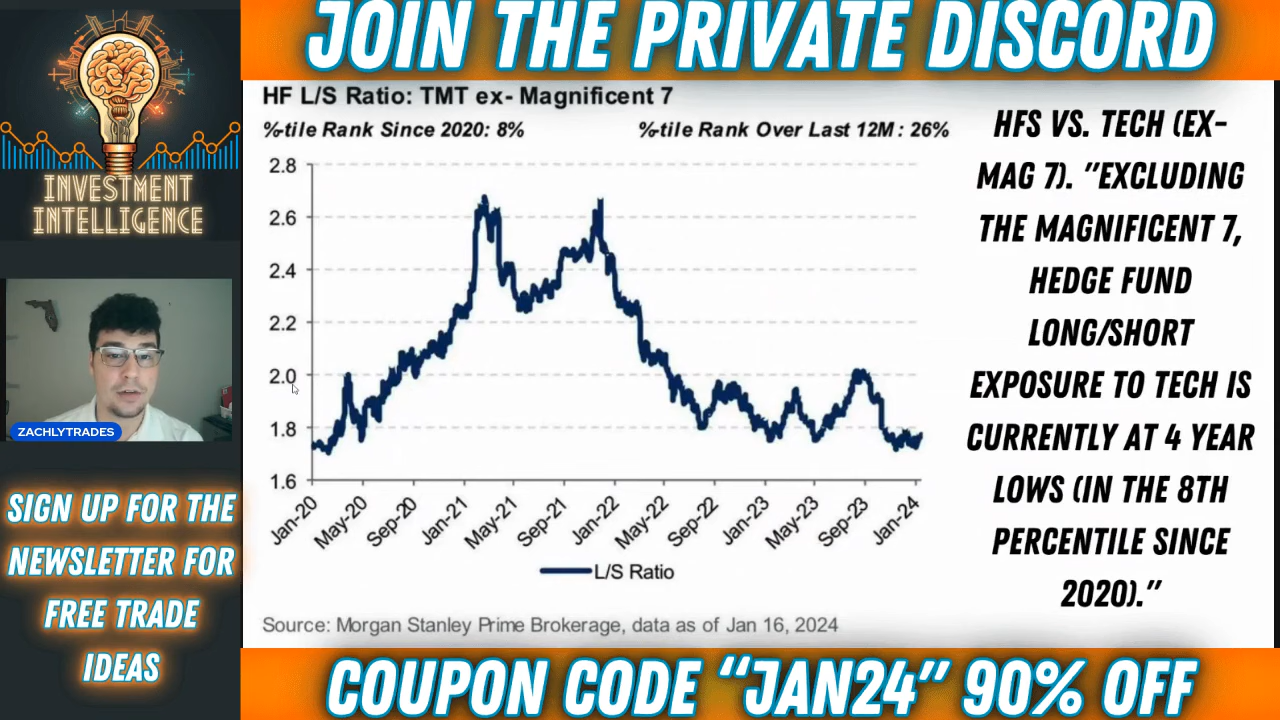 JOIN THE PRIVATE DISCORD
INVESTMENT
INTELLIGENCE
ZACHLYTRADES
SIGN UP FOR THE
NEWSLETTER FOR
FREE TRADE
IDEAS
HF L/S Ratio: TMT ex- Magnificent 7
%-tile Rank Since 2020: 8%
%-tile Rank Over Last 12M : 26%
2.8
2.6
2.4
2.2
2.0
1.8
1.6
Jan-20
May-20
Sep-20
Jan-21
May-21
Sep-21
Jan-22
May-22
Sep-22
Jan-23
May-23
Sep-23
Jan-24
L/S Ratio
Source: Morgan Stanley Prime Brokerage, data as of Jan 16, 2024
HFS VS. TECH (EX-
MAG 7). "EXCLUDING
THE MAGNIFICENT 7,
HEDGE FUND
LONG/SHORT
EXPOSURE TO TECH IS
CURRENTLY AT 4 YEAR
LOWS (IN THE 8TH
PERCENTILE SINCE
2020)."
COUPON CODE "JAN24" 90% OFF